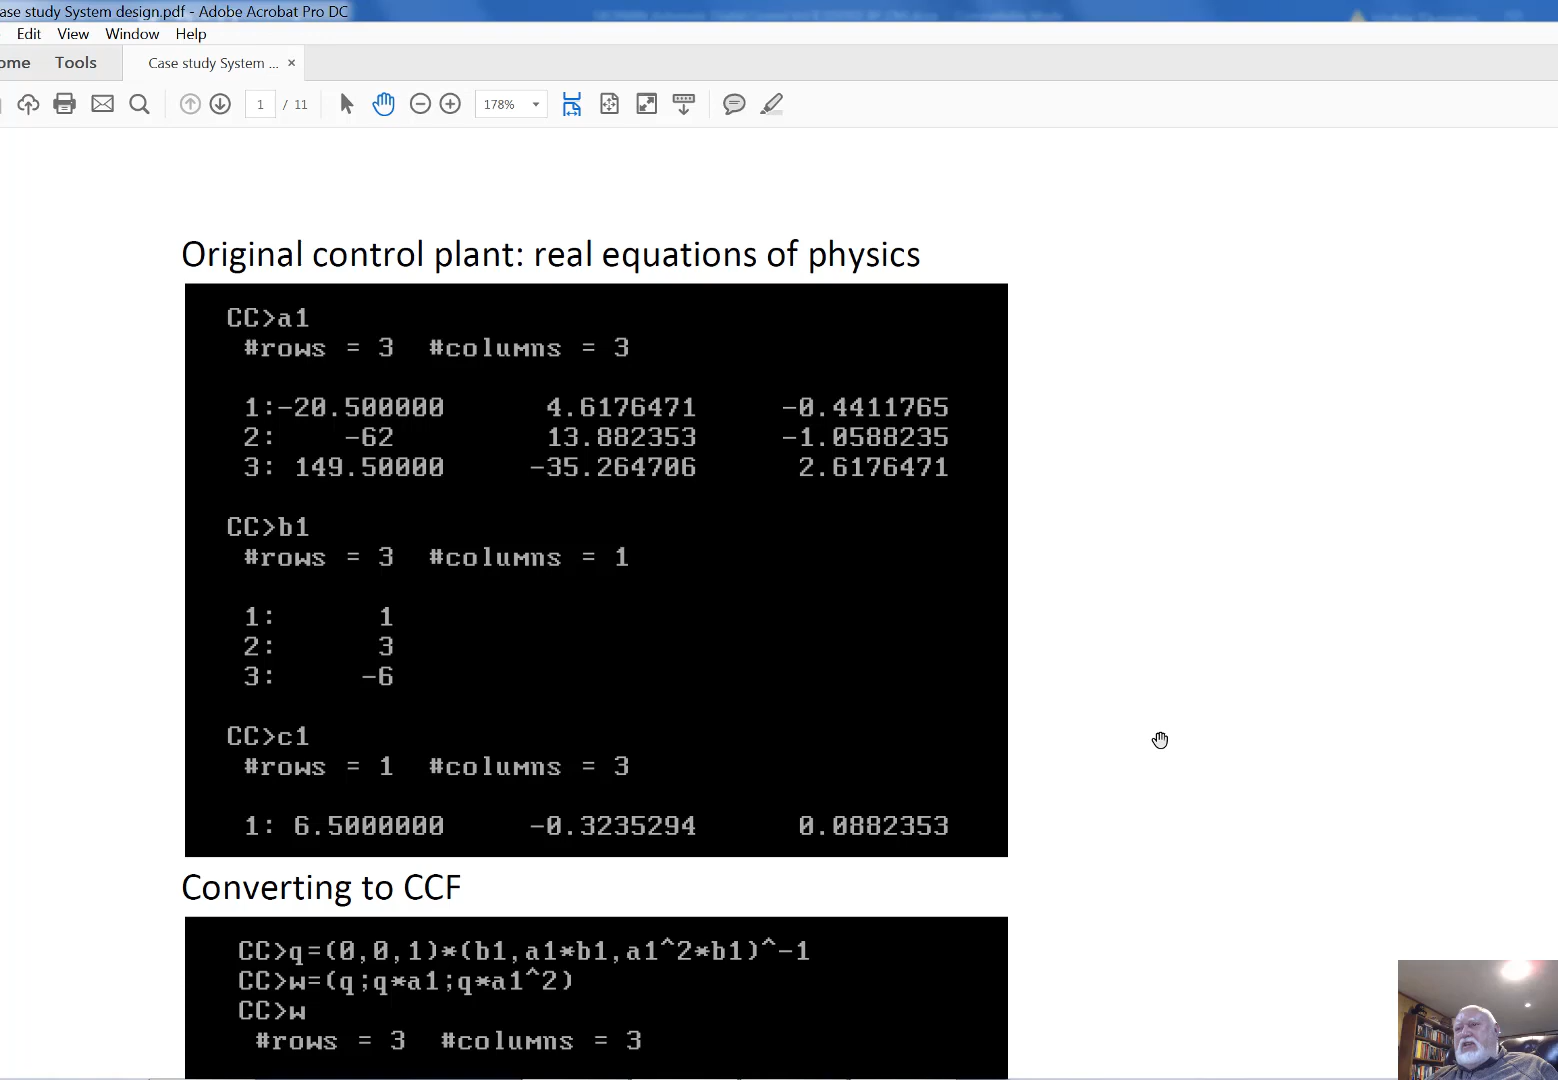 ase study System design.pdf - Adobe Acrobat Pro DC
Edit View Window Help
ome Tools Case study System ... ×
1 / 11 178%
Original control plant: real equations of physics
CC>a1
#rows = 3 #columns = 3
1:-20.500000 4.6176471 -0.4411765
2: -62 13.882353 -1.0588235
3: 149.50000 -35.264706 2.6176471
CC>b1
#rows = 3 #columns = 1
1: 1
2: 3
3: -6
CC>c1
#rows = 1 #columns = 3
1: 6.5000000 -0.3235294 0.0882353
Converting to CCF
CC>q=(0,0,1)*(b1,a1*b1,a1^2*b1)^-1
CC>w=(q;q*a1;q*a1^2)
CC>w
#rows = 3 #columns = 3